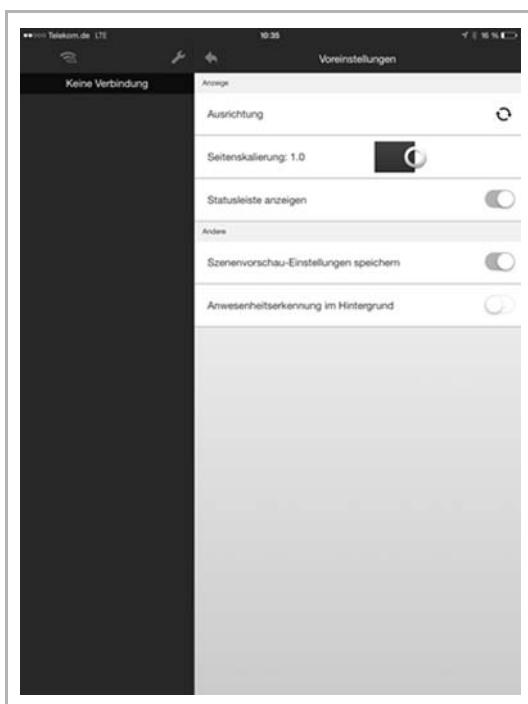 Telekom.de LTE
10:35
16 %
Voreinstellungen
Keine Verbindung
Anzeige
Ausrichtung
Seitenskalierung: 1.0
Statusleiste anzeigen
Andere
Szenenvorschau-Einstellungen speichern
Anwesenheitserkennung im Hintergrund